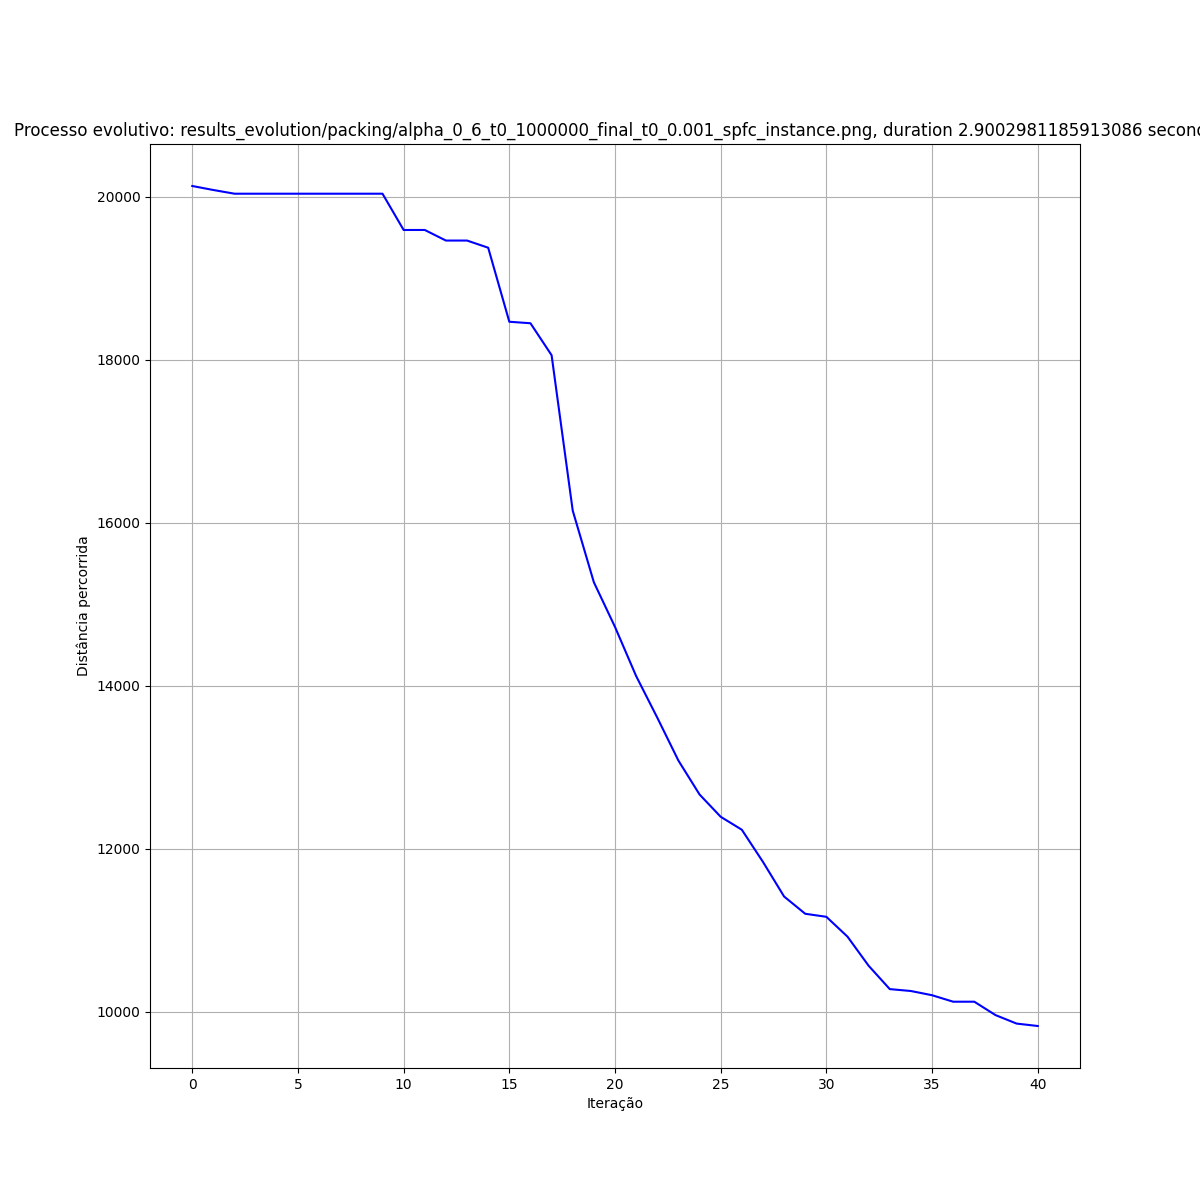 Processo evolutivo: results_evolution/packing/alpha_0_6_t0_1000000_final_t0_0.001_spfc_instance.png, duration 2.9002981185913086 secon
20000
18000
16000
14000
12000
10000
Distância percorrida
0 5 10 15 20 25 30 35 40
Iteração